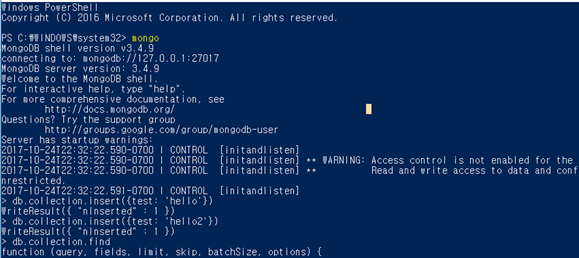 Windows PowerShell
Copyright (C) 2016 Microsoft Corporation. All rights reserved.
PS C:₩WINDOWS₩system32> mongo
MongoDB shell version v3.4.9
connecting to: mongodb://127.0.0.1:27017
MongoDB server version: 3.4.9
Welcome to the MongoDB shell.
For interactive help, type "help".
For more comprehensive documentation, see
http://docs.mongodb.org/
Questions? Try the support group
http://groups.google.com/group/mongodb-user
Server has startup warnings:
2017-10-24T22:32:22.590-0700 I CONTROL  [initandlisten]
2017-10-24T22:32:22.590-0700 I CONTROL  [initandlisten] ** WARNING: Access control is not enabled for the
2017-10-24T22:32:22.590-0700 I CONTROL  [initandlisten] **          Read and write access to data and conf
nrestricted.
2017-10-24T22:32:22.591-0700 I CONTROL  [initandlisten]
> db.collection.insert({test: 'hello'})
WriteResult({ "nInserted" : 1 })
> db.collection.insert({test: 'hello2'})
WriteResult({ "nInserted" : 1 })
> db.collection.find
function (query, fields, limit, skip, batchSize, options) {